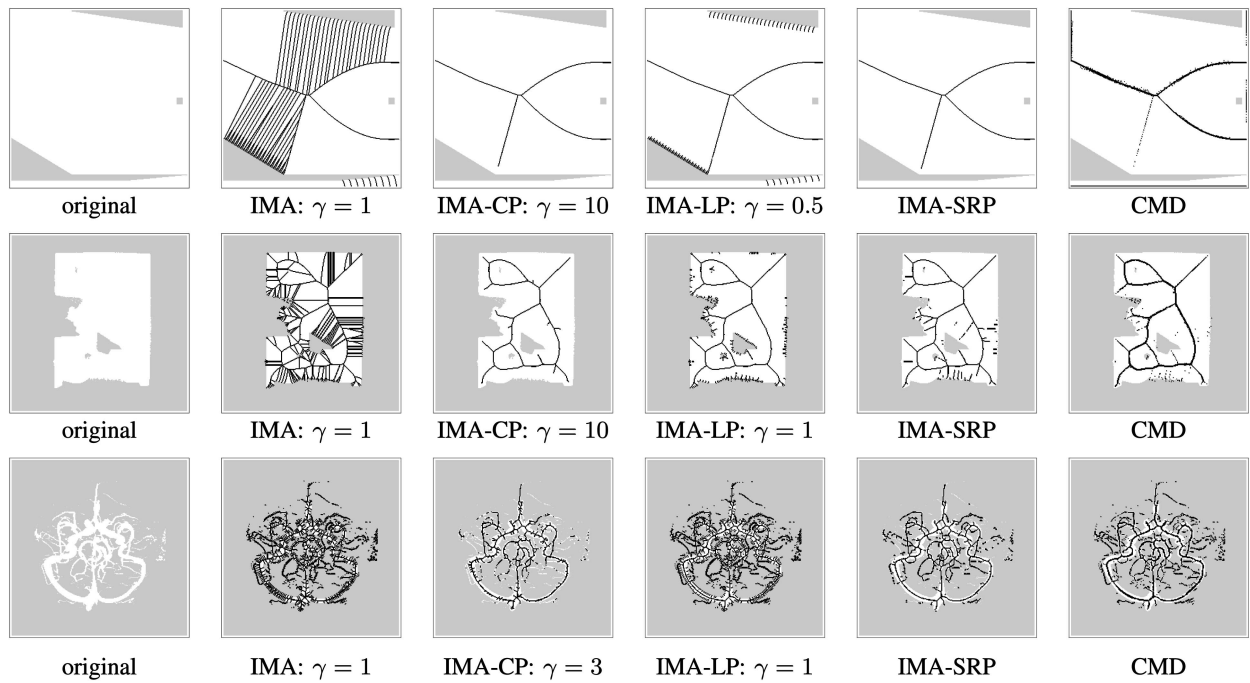 original IMA: γ = 1 IMA-CP: γ = 10 IMA-LP: γ = 0.5 IMA-SRP CMD
original IMA: γ = 1 IMA-CP: γ = 10 IMA-LP: γ = 1 IMA-SRP CMD
original IMA: γ = 1 IMA-CP: γ = 3 IMA-LP: γ = 1 IMA-SRP CMD